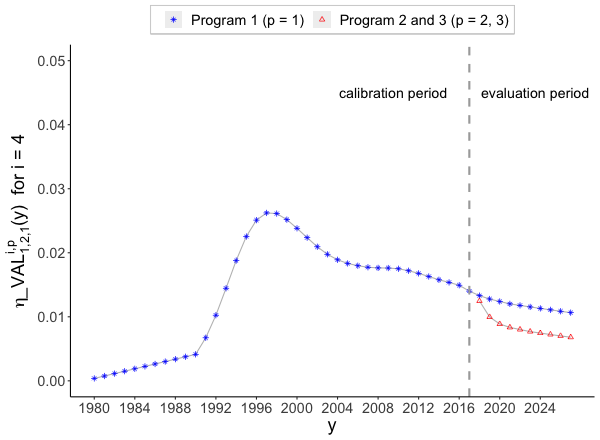 Program 1 (p = 1) Program 2 and 3 (p = 2, 3)
calibration period evaluation period
0.05
0.04
0.03
0.02
0.01
0.00
η_VAL^{i,p}_{1,2,1}(y) for i = 4
1980 1984 1988 1992 1996 2000 2004 2008 2012 2016 2020 2024
y